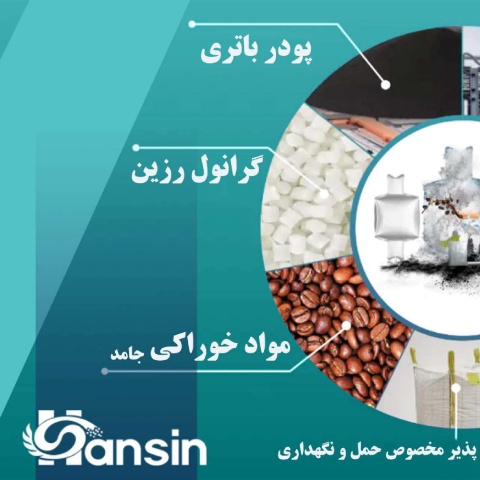 پودر باتری
گرانول رزین
مواد خوراکی جامد
پذیر مخصوص حمل و نگهداری
Hansin